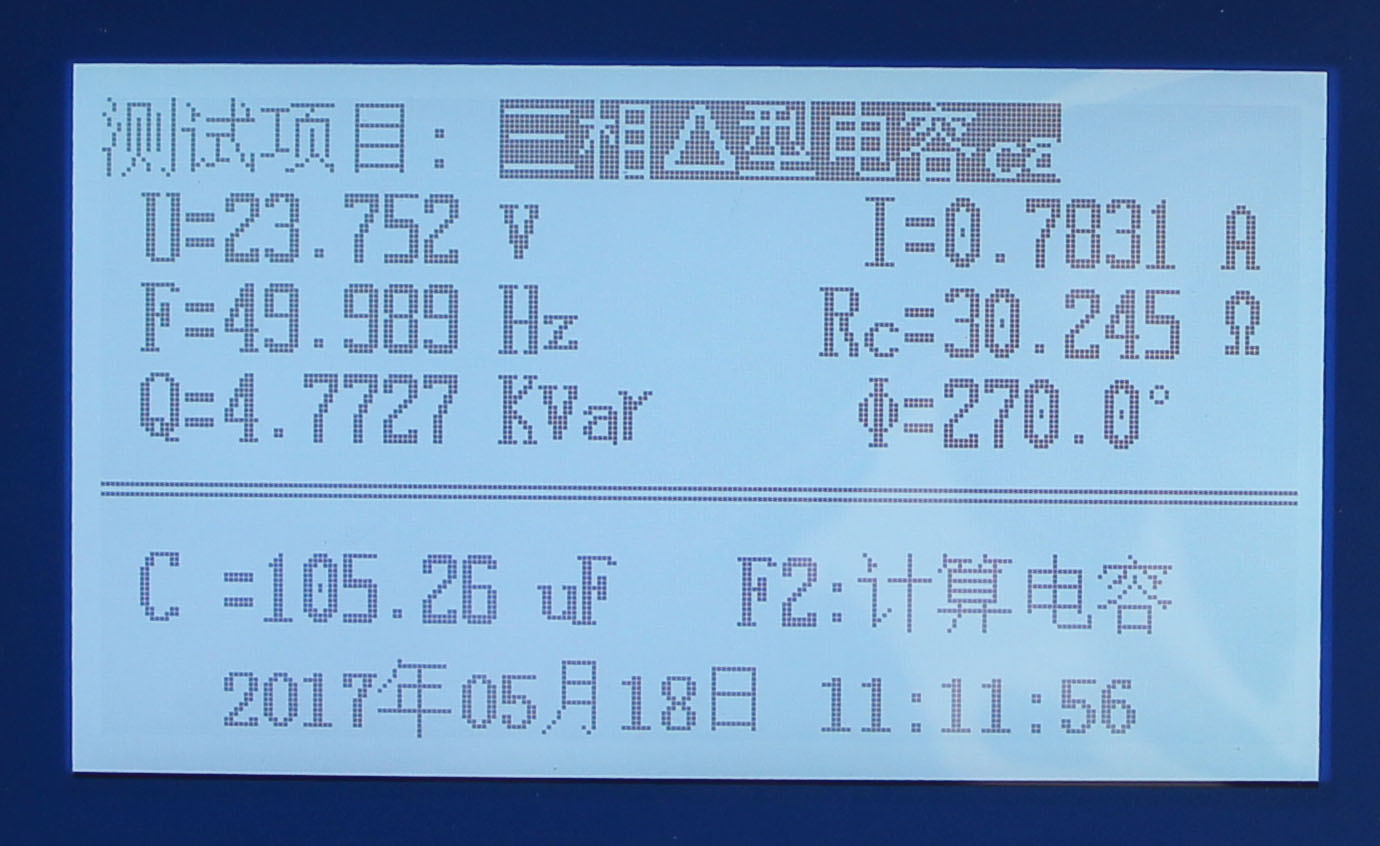 测试项目: 三相△型电容ca
U=23.752 V I=0.7831 A
F=49.989 Hz Rc=30.245 Ω
Q=4.7727 KVar Φ=270.0°
C =105.26 uF F2:计算电容
2017年05月18日 11:11:56